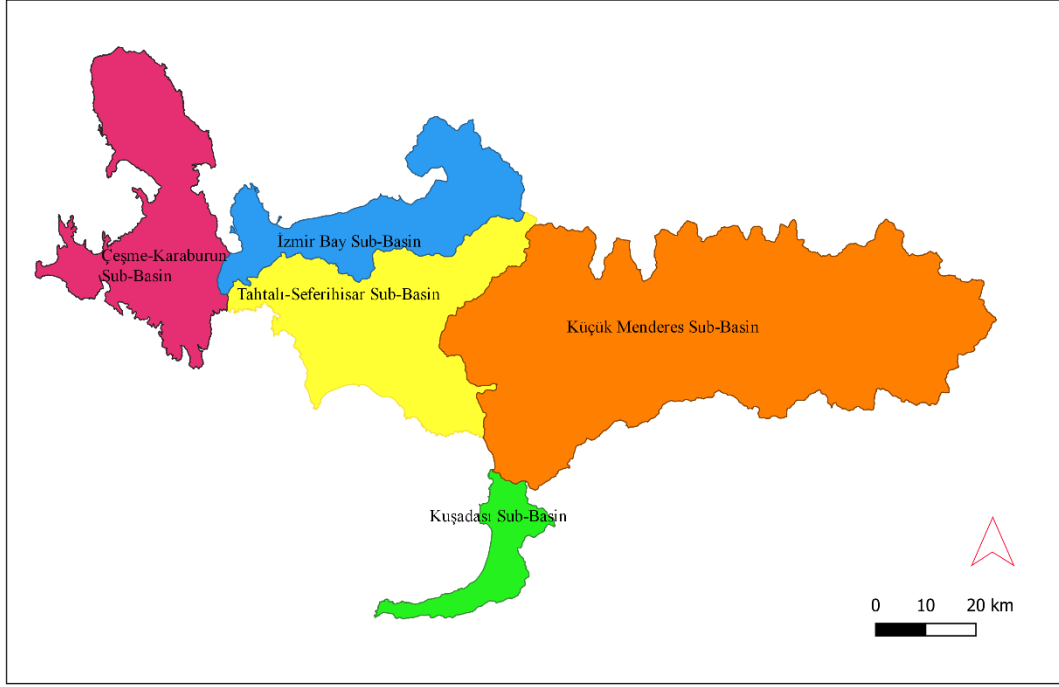 İzmir Bay Sub-Basin
Çeşme-Karaburun
Sub-Basin
Tahtalı-Seferihisar Sub-Basin
Küçük Menderes Sub-Basin
Kuşadası Sub-Basin
0 10 20 km